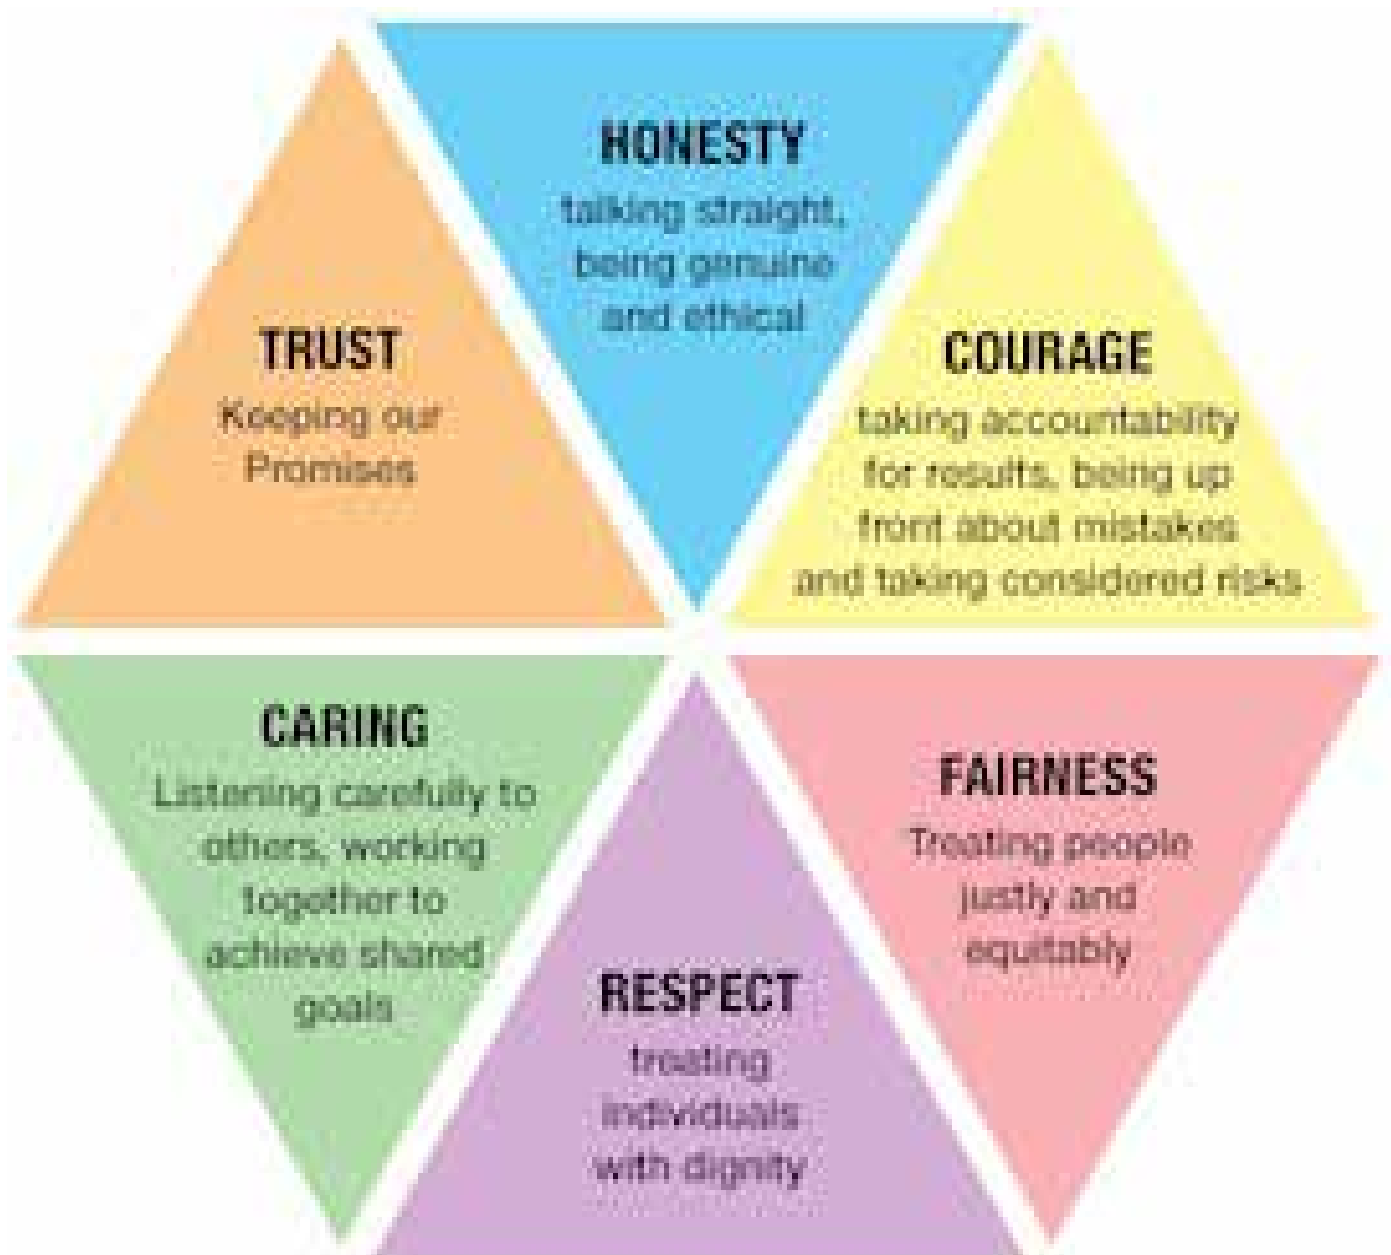 HONESTY
talking straight,
being genuine
and ethical
TRUST
Keeping our
Promises
COURAGE
taking accountability
for results, being up
front about mistakes
and taking considered risks
CARING
Listening carefully to
others, working
together to
achieve shared
goals
FAIRNESS
Treating people
justly and
equitably
RESPECT
treating
individuals
with dignity